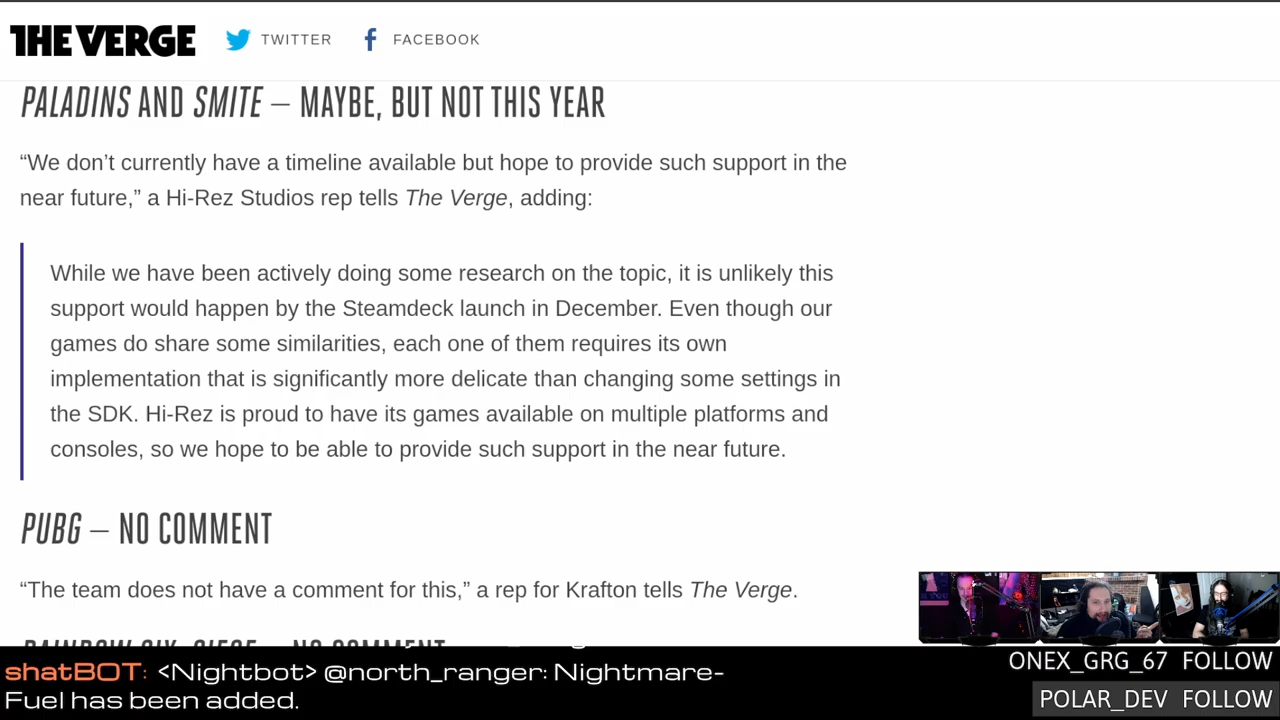 THE VERGE TWITTER FACEBOOK
PALADINS AND SMITE – MAYBE, BUT NOT THIS YEAR
“We don’t currently have a timeline available but hope to provide such support in the
near future,” a Hi-Rez Studios rep tells The Verge, adding:
While we have been actively doing some research on the topic, it is unlikely this
support would happen by the Steamdeck launch in December. Even though our
games do share some similarities, each one of them requires its own
implementation that is significantly more delicate than changing some settings in
the SDK. Hi-Rez is proud to have its games available on multiple platforms and
consoles, so we hope to be able to provide such support in the near future.
PUBG – NO COMMENT
“The team does not have a comment for this,” a rep for Krafton tells The Verge.
RAINBOW SIX: SIEGE – NO COMMENT
shatBOT: <Nightbot> @north_ranger: Nightmare-
Fuel has been added.
ONEX_GRG_67 FOLLOW
POLAR_DEV FOLLOW